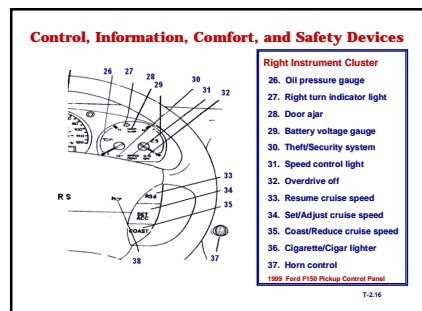 Control, Information, Comfort, and Safety Devices
26
27
28
29
30
31
32
33
34
35
37
38
R S
RSM
SET
ACC
COAST
Right Instrument Cluster
26. Oil pressure gauge
27. Right turn indicator light
28. Door ajar
29. Battery voltage gauge
30. Theft/Security system
31. Speed control light
32. Overdrive off
33. Resume cruise speed
34. Set/Adjust cruise speed
35. Coast/Reduce cruise speed
36. Cigarette/Cigar lighter
37. Horn control
1999 Ford F150 Pickup Control Panel
T-2.16